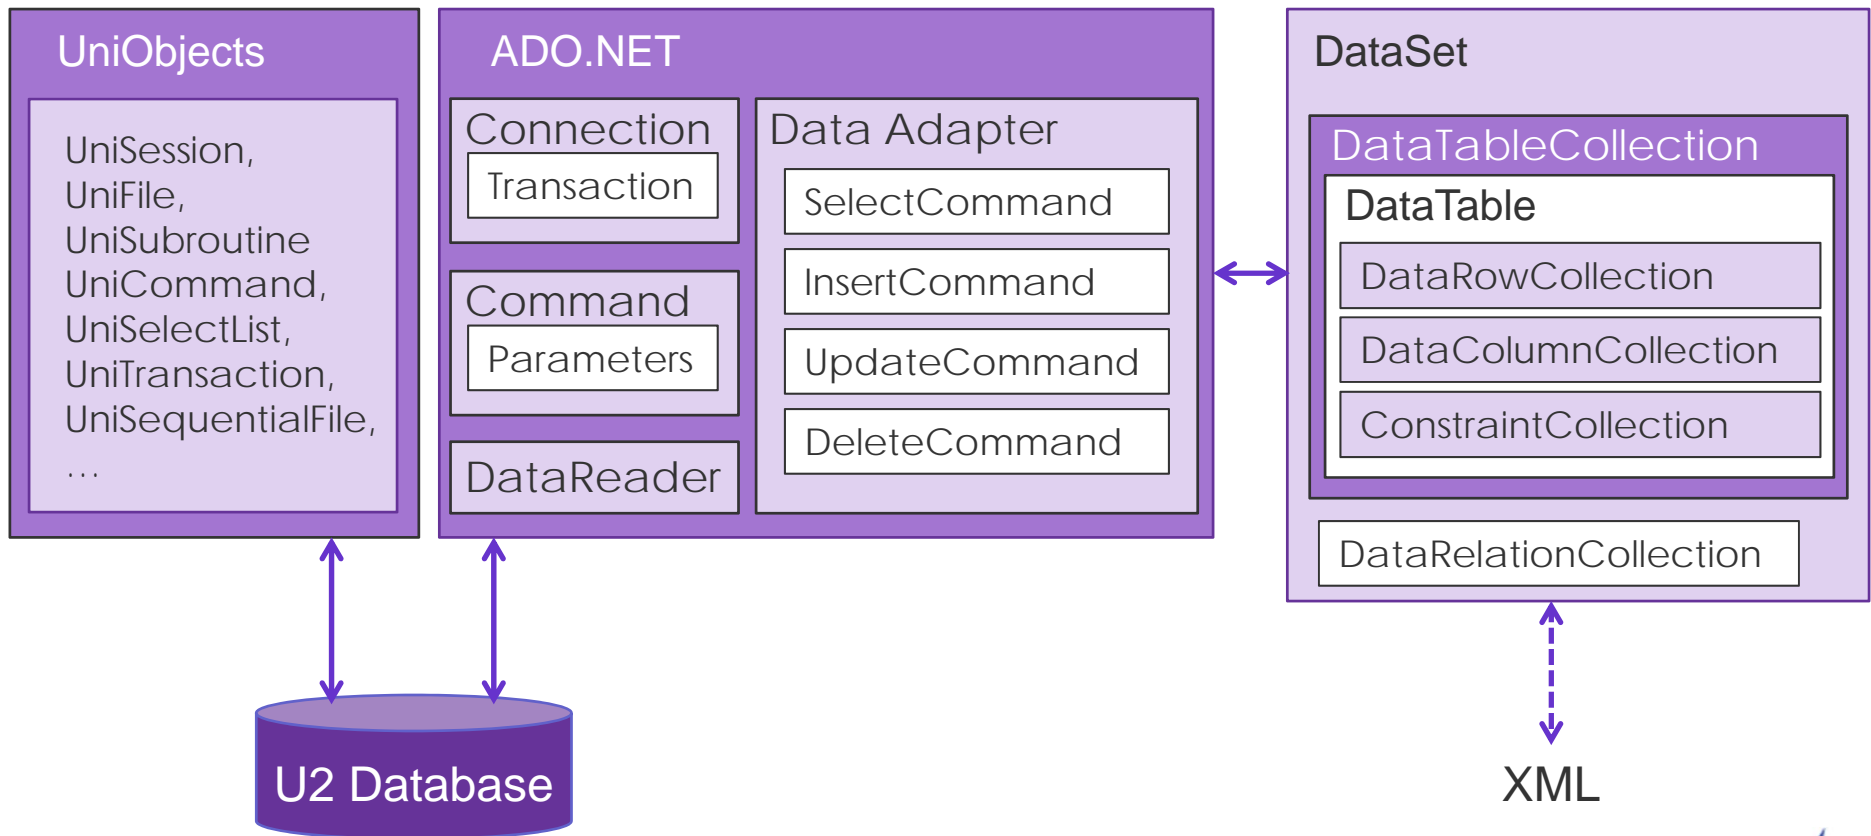 UniObjects
UniSession,
UniFile,
UniSubroutine
UniCommand,
UniSelectList,
UniTransaction,
UniSequentialFile,
...
ADO.NET
Connection
Transaction
Command
Parameters
DataReader
Data Adapter
SelectCommand
InsertCommand
UpdateCommand
DeleteCommand
DataSet
DataTableCollection
DataTable
DataRowCollection
DataColumnCollection
ConstraintCollection
DataRelationCollection
U2 Database
XML